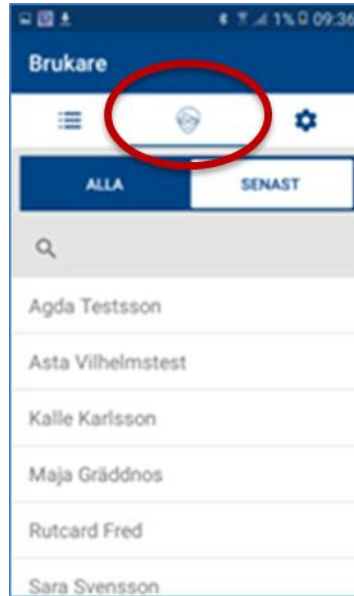 1% 09:36
Brukare
ALLA SENAST
Agda Testsson
Asta Vilhelmstest
Kalle Karlsson
Maja Gräddnos
Rutcard Fred
Sara Svensson